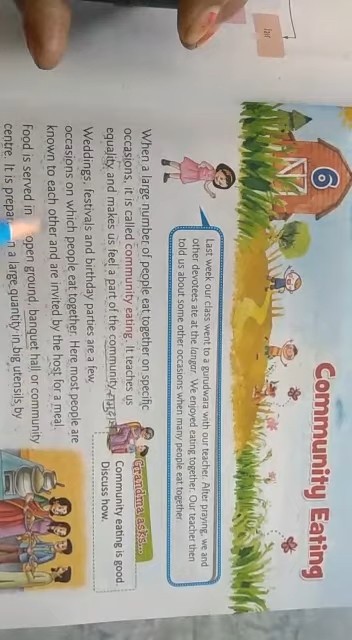 6
Community Eating
Last week our class went to a gurudwara with our teacher. After praying, we and
other devotees ate at the langar. We enjoyed eating together. Our teacher then
told us about some other occasions when many people eat together.
When a large number of people eat together on specific
occasions, it is called community eating. It teaches us
equality and makes us feel a part of the community.
Weddings, festivals and birthday parties are a few
occasions on which people eat together. Here most people are
known to each other and are invited by the host for a meal.
Food is served in open ground, banquet hall or community
centre. It is in a large quantity in big utensils by
Grandma asks...
Community eating is good.
Discuss how.